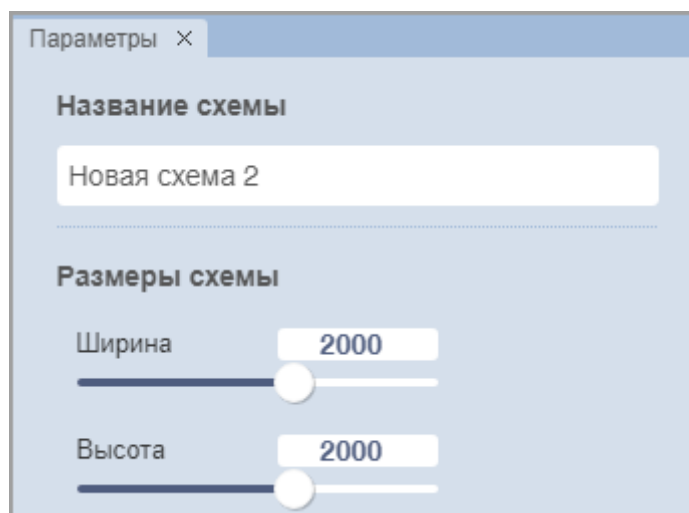 Параметры
Название схемы
Новая схема 2
Размеры схемы
Ширина 2000
Высота 2000